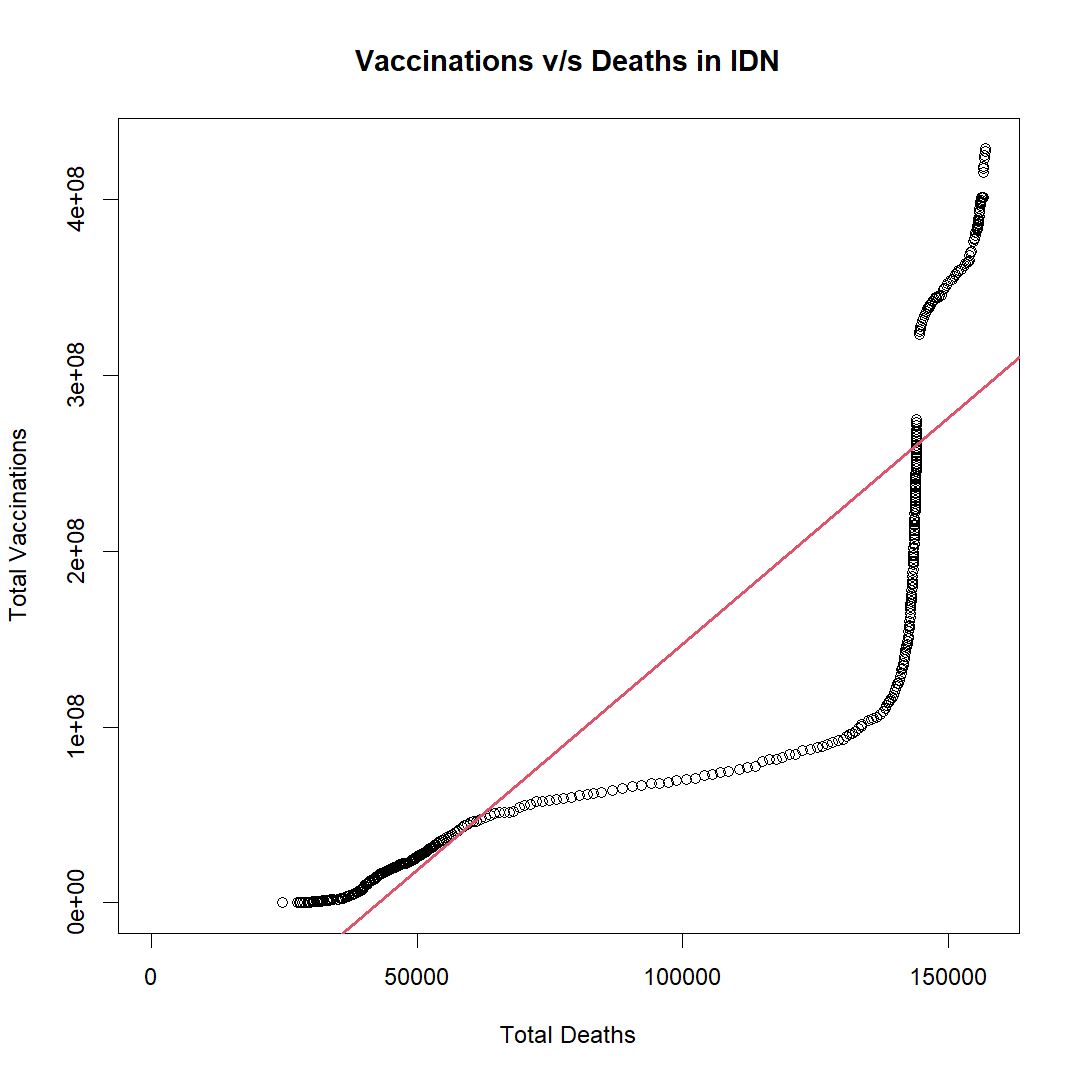 Vaccinations v/s Deaths in IDN
Total Vaccinations
4e+08
3e+08
2e+08
1e+08
0e+00
0 50000 100000 150000
Total Deaths